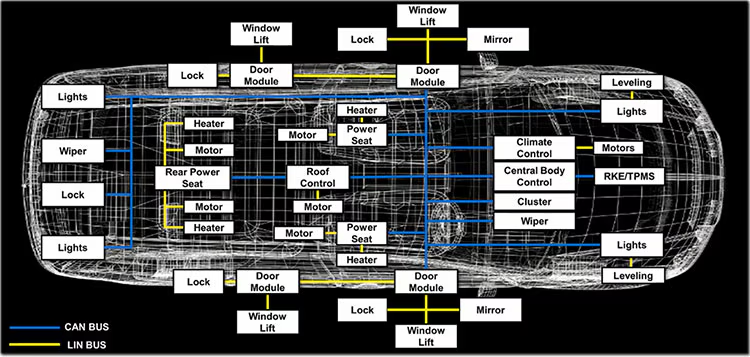 Window
Lift
Window
Lift
Lock
Mirror
Lock
Door
Module
Door
Module
Leveling
Lights
Heater
Lights
Heater
Motor
Power
Seat
Wiper
Motor
Climate
Control
Motors
Rear Power
Seat
Roof
Control
Central Body
Control
RKE/TPMS
Lock
Motor
Motor
Cluster
Wiper
Heater
Motor
Power
Seat
Lights
Lights
Heater
Lock
Door
Module
Door
Module
Leveling
Window
Lift
Lock
Mirror
Window
Lift
CAN BUS
LIN BUS